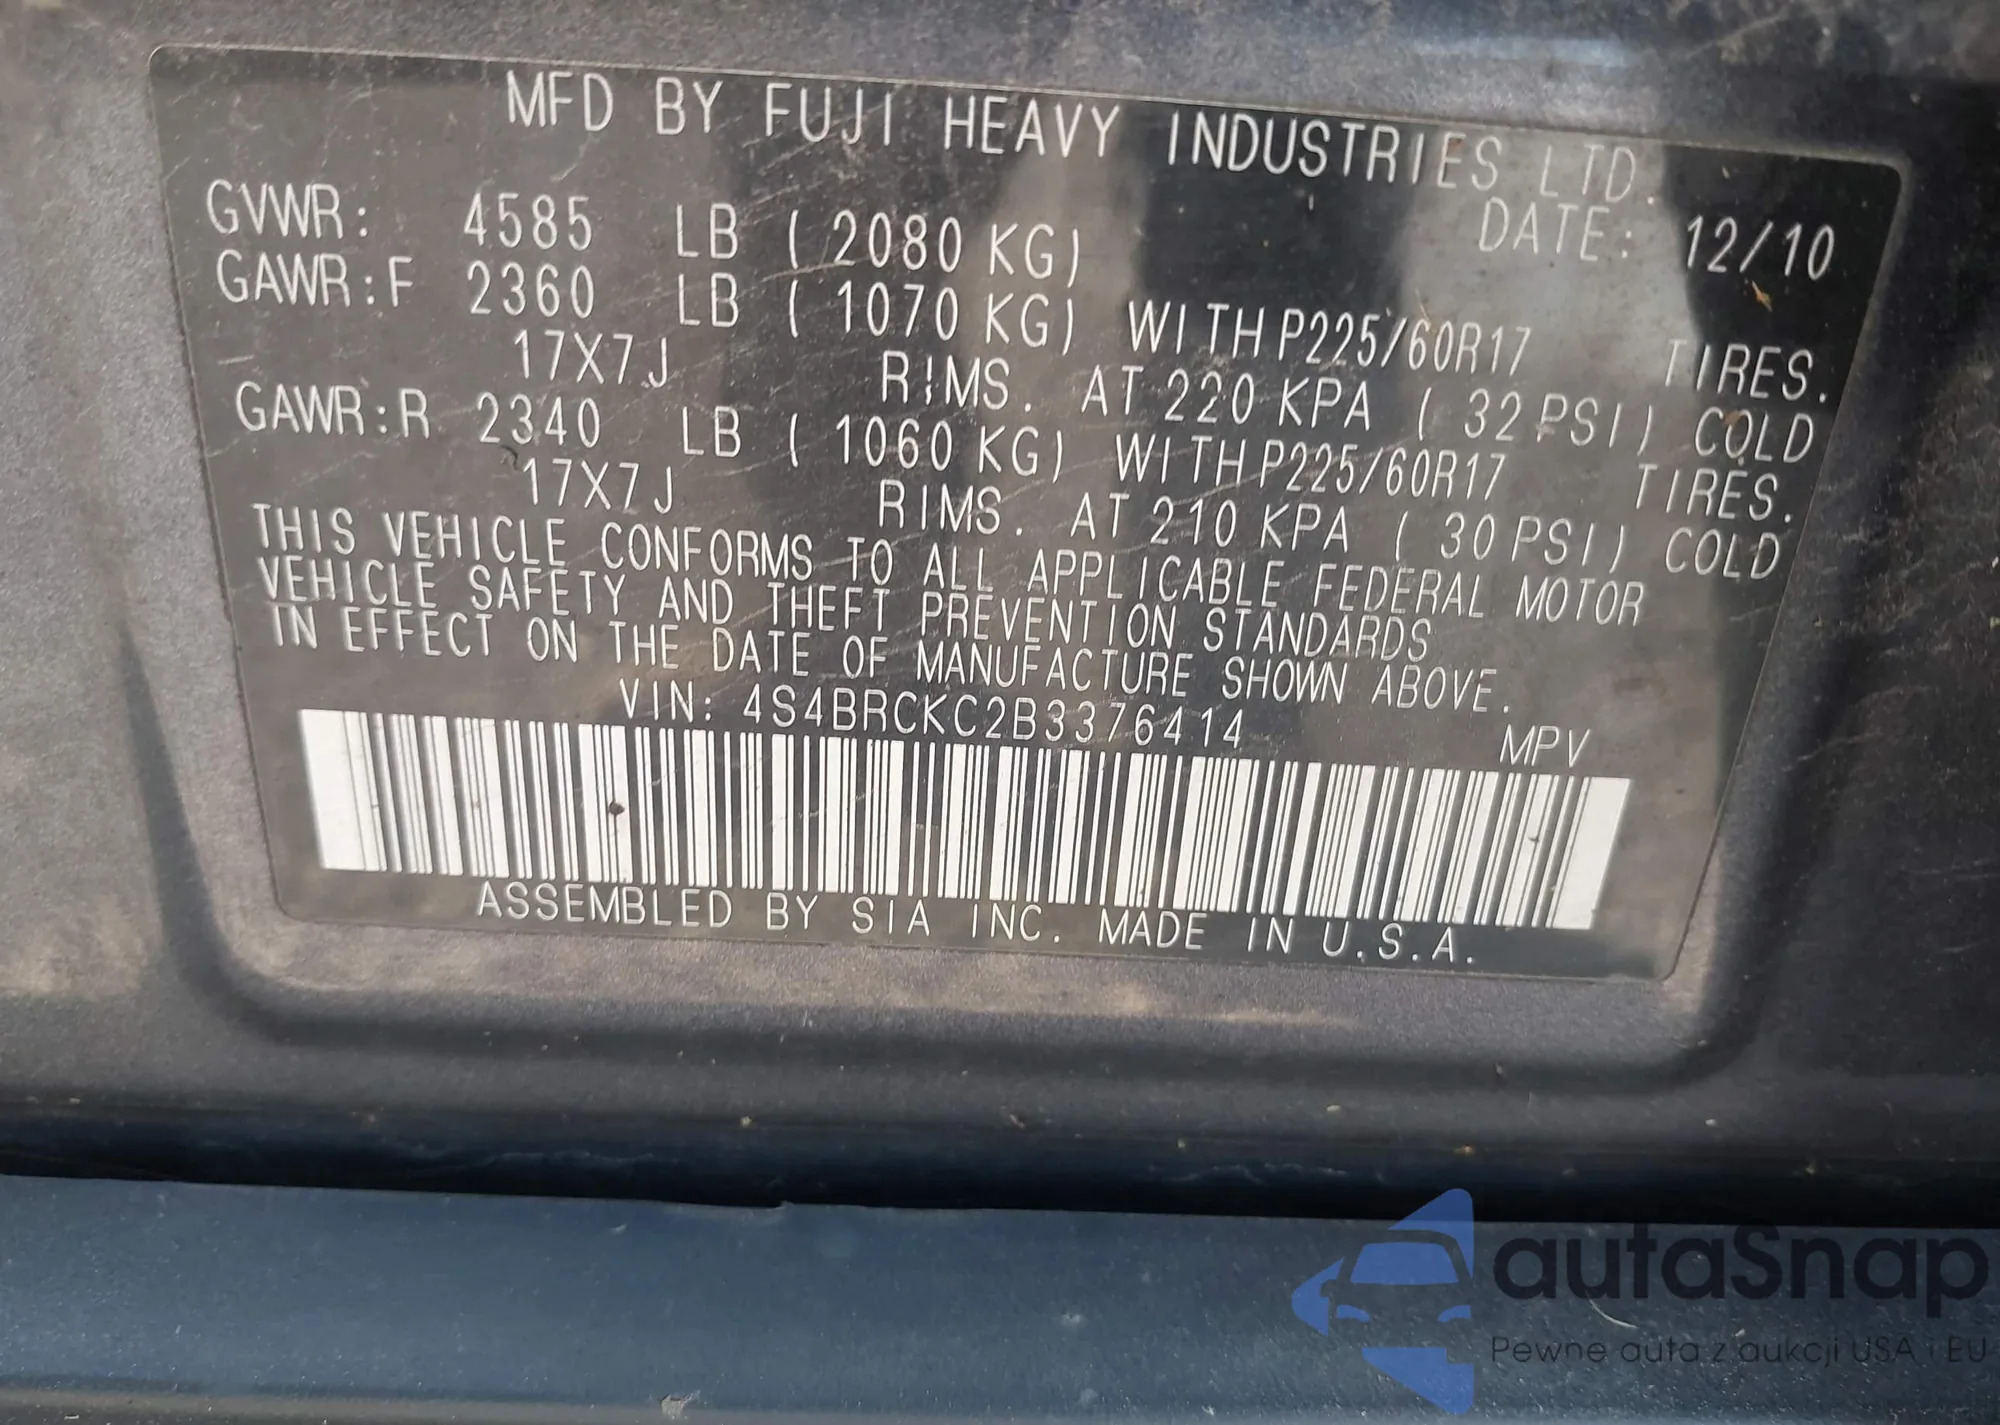 MFD BY FUJI HEAVY INDUSTRIES LTD.
GVWR: 4585 LB ( 2080 KG) DATE: 12/10
GAWR:F 2360 LB ( 1070 KG) WITH P225/60R17 TIRES.
17X7J RIMS. AT 220 KPA ( 32 PSI) COLD
GAWR:R 2340 LB ( 1060 KG) WITH P225/60R17 TIRES.
17X7J RIMS. AT 210 KPA ( 30 PSI) COLD
THIS VEHICLE CONFORMS TO ALL APPLICABLE FEDERAL MOTOR
VEHICLE SAFETY AND THEFT PREVENTION STANDARDS
IN EFFECT ON THE DATE OF MANUFACTURE SHOWN ABOVE.
VIN: 4S4BRCKC2B3376414 MPV
ASSEMBLED BY SIA INC. MADE IN U.S.A.
autaSnap
Pewne auta z aukcji USA i EU